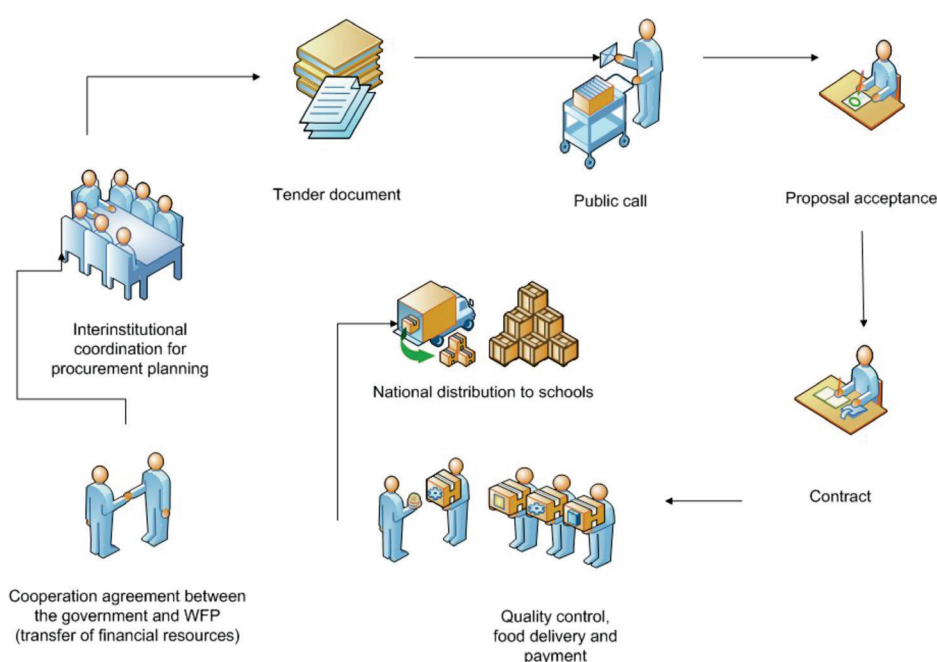 Tender document
Public call
Proposal acceptance
Interinstitutional
coordination for
procurement planning
National distribution to schools
Contract
Cooperation agreement between
the government and WFP
(transfer of financial resources)
Quality control,
food delivery and
payment